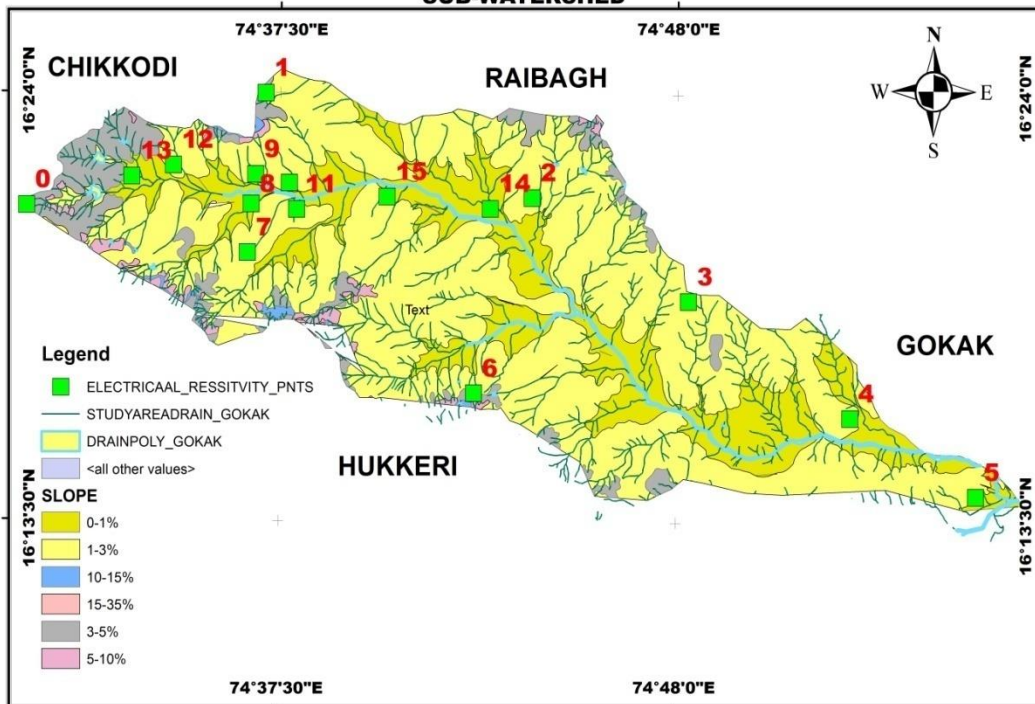 SUB-WATERSHED
74°37'30"E
74°48'0"E
N
W
E
S
16°24'0"N
16°24'0"N
CHIKKODI
RAIBAGH
1
12
9
13
15
0
8
11
14
2
7
3
Text
GOKAK
6
4
HUKKERI
5
16°13'30"N
16°13'30"N
Legend
ELECTRICAAL_RESSITVITY_PNTS
STUDYAREADRAIN_GOKAK
DRAINPOLY_GOKAK
<all other values>
SLOPE
0-1%
1-3%
10-15%
15-35%
3-5%
5-10%
74°37'30"E
74°48'0"E